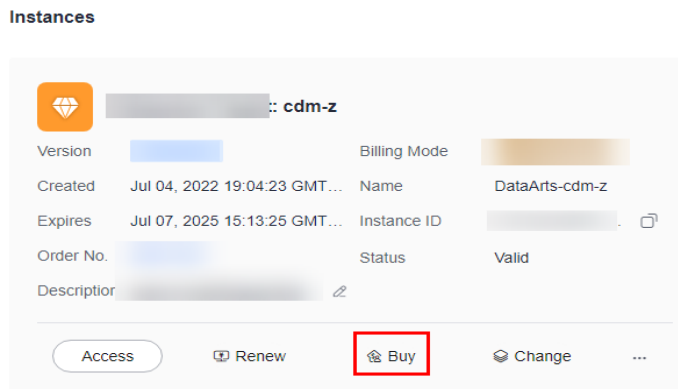 Instances
: cdm-z
Version
Billing Mode
Created Jul 04, 2022 19:04:23 GMT... Name DataArts-cdm-z
Expires Jul 07, 2025 15:13:25 GMT... Instance ID
Order No.
Status Valid
Description
Access Renew Buy Change ...